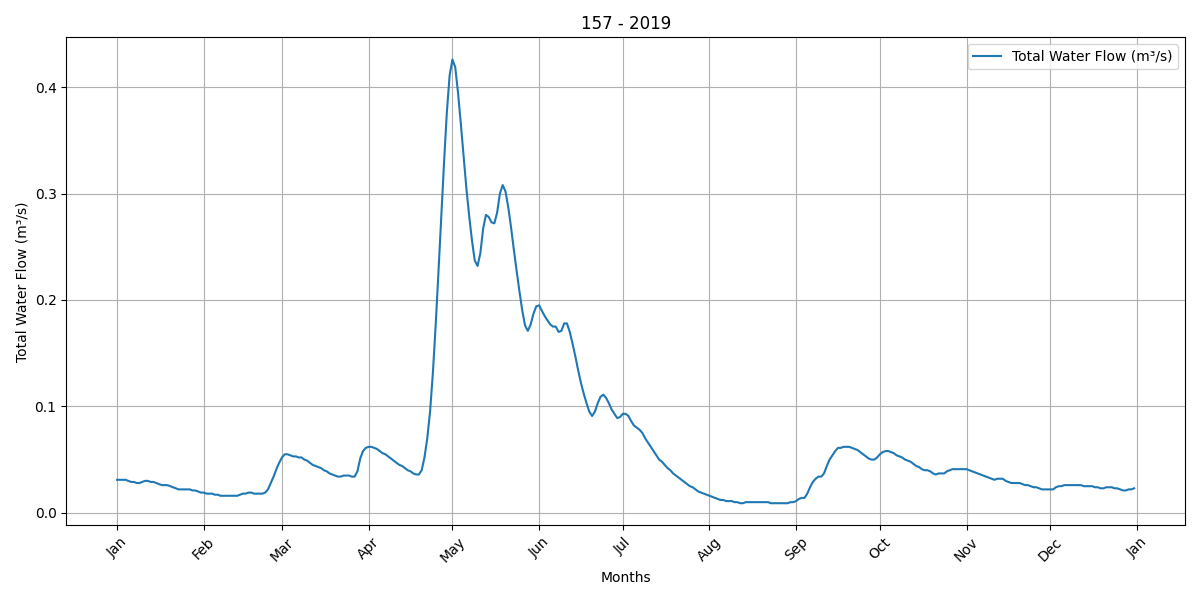 157 - 2019
Total Water Flow (m³/s)
Total Water Flow (m³/s)
0.4
0.3
0.2
0.1
0.0
Jan Feb Mar Apr May Jun Jul Aug Sep Oct Nov Dec Jan
Months